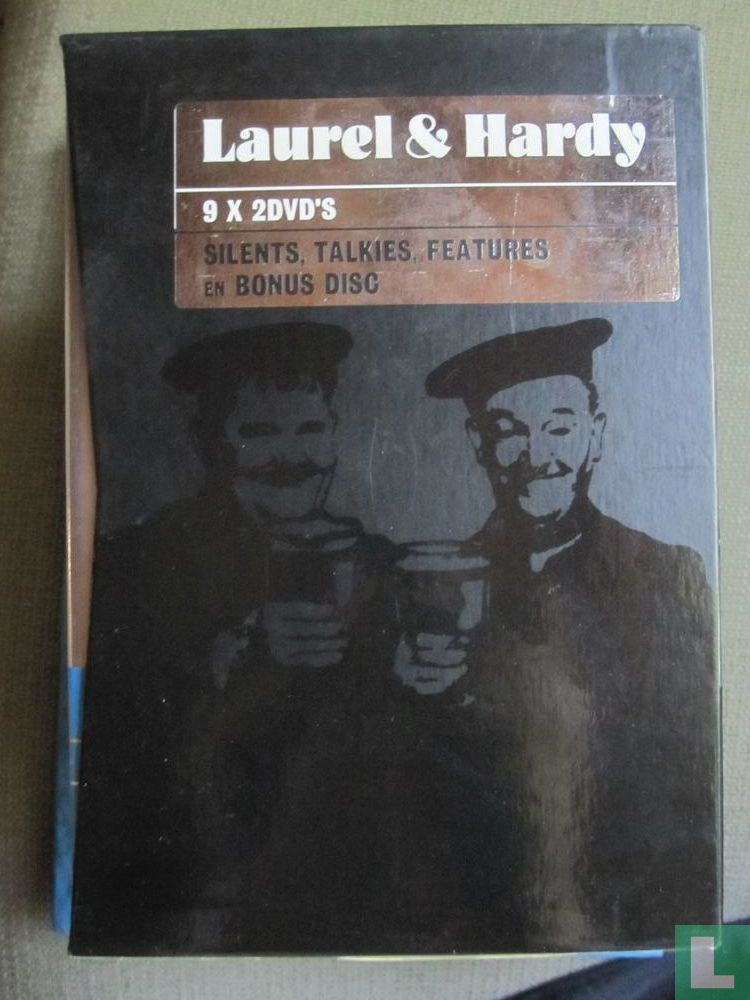 Laurel & Hardy
9 X 2DVD'S
SILENTS, TALKIES, FEATURES
EN BONUS DISC
L